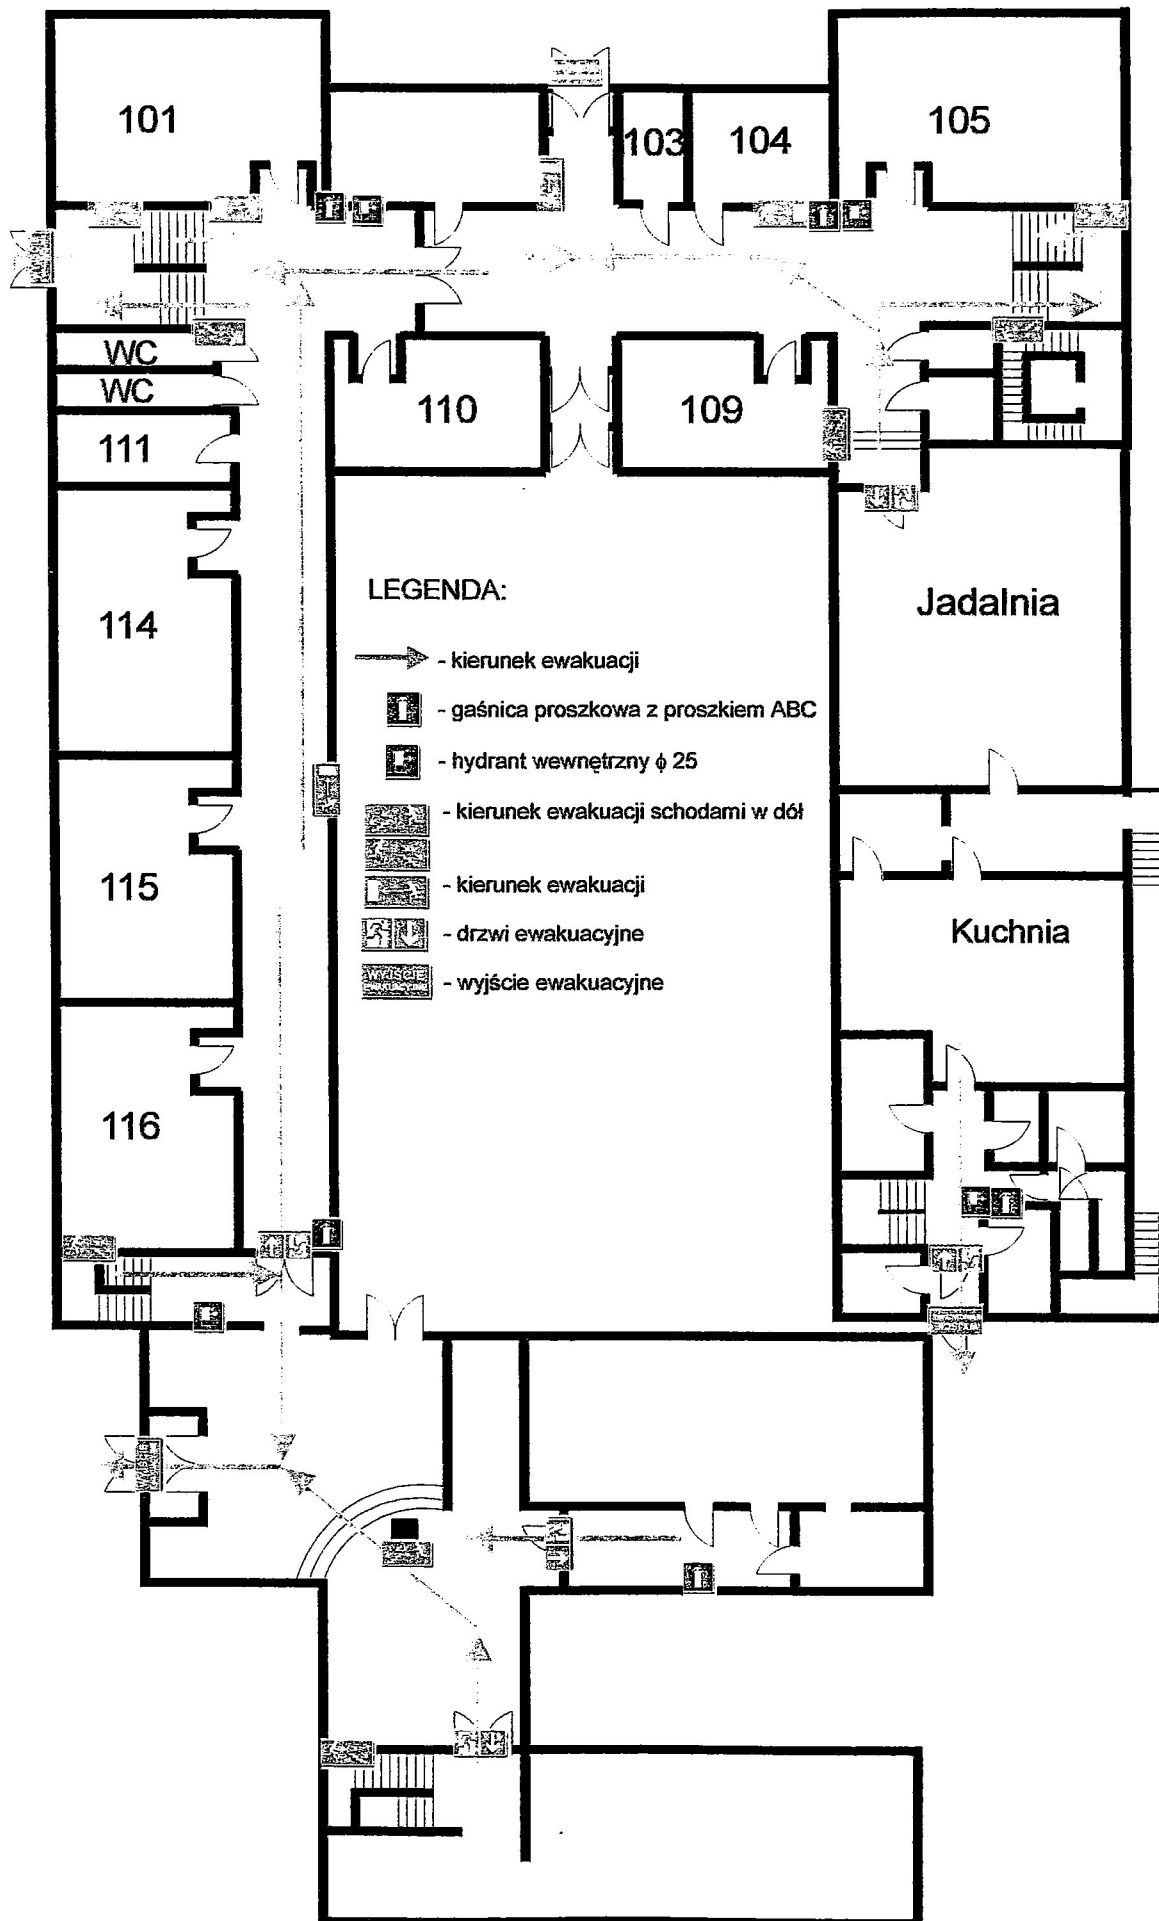 101
103
104
105
WC
WC
110
109
111
114
LEGENDA:
Jadalnia
- kierunek ewakuacji
- gaśnica proszkowa z proszkiem ABC
- hydrant wewnętrzny ϕ 25
- kierunek ewakuacji schodami w dół
115
- kierunek ewakuacji
Kuchnia
- drzwi ewakuacyjne
- wyjście ewakuacyjne
116